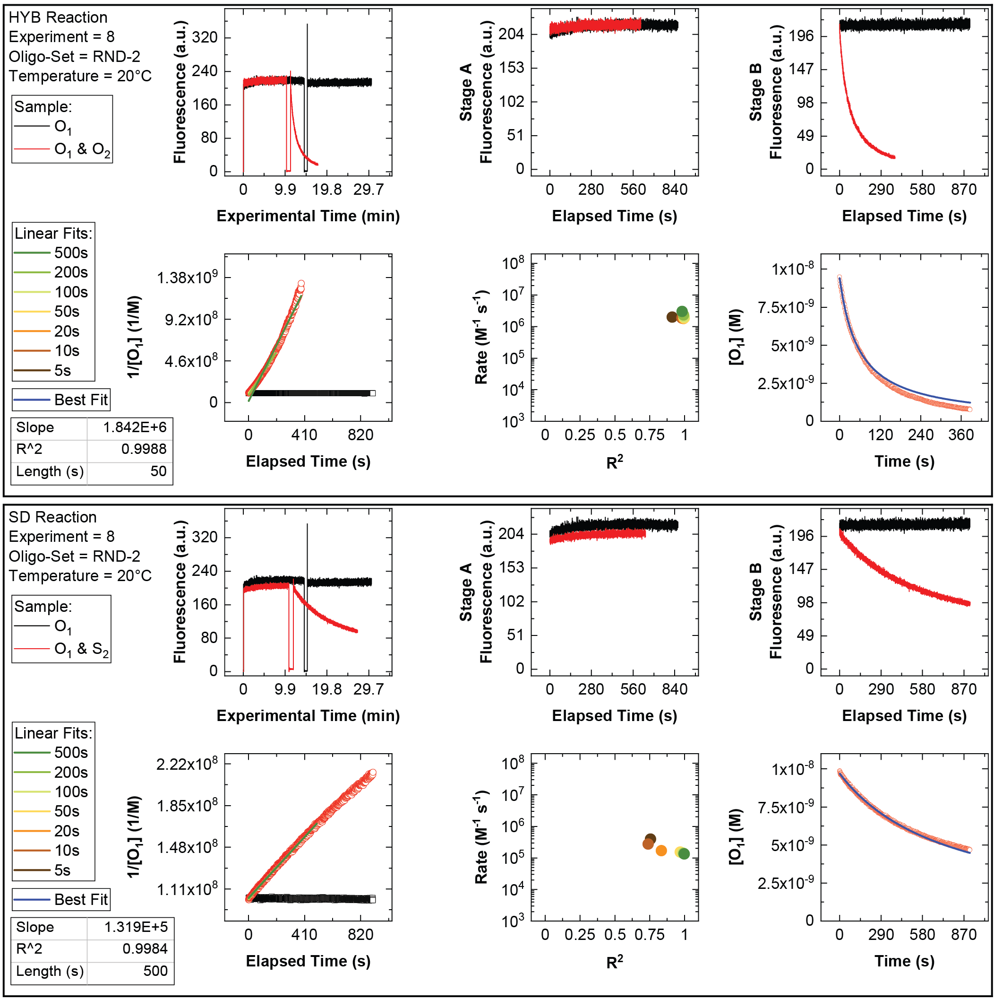 HYB Reaction
Experiment = 8
Oligo-Set = RND-2
Temperature = 20°C
Sample:
O1
O1 & O2
Fluorescence (a.u.)
320
240
160
80
0
0 9.9 19.8 29.7
Experimental Time (min)
Stage A
Fluorescence (a.u.)
204
153
102
51
0
0 280 560 840
Elapsed Time (s)
Stage B
Fluoresence (a.u.)
196
147
98
49
0
0 290 580 870
Elapsed Time (s)
Linear Fits:
500s
200s
100s
50s
20s
10s
5s
Best Fit
Slope 1.842E+6
R^2 0.9988
Length (s) 50
1/[O1] (1/M)
1.38x10^9
9.2x10^8
4.6x10^8
0
0 410 820
Elapsed Time (s)
Rate (M^-1 s^-1)
10^8
10^7
10^6
10^5
10^4
10^3
0 0.25 0.5 0.75 1
R^2
[O1] (M)
1x10^-8
7.5x10^-9
5x10^-9
2.5x10^-9
0
0 120 240 360
Time (s)
SD Reaction
Experiment = 8
Oligo-Set = RND-2
Temperature = 20°C
Sample:
O1
O1 & S2
Fluorescence (a.u.)
320
240
160
80
0
0 9.9 19.8 29.7
Experimental Time (min)
Stage A
Fluorescence (a.u.)
204
153
102
51
0
0 280 560 840
Elapsed Time (s)
Stage B
Fluoresence (a.u.)
196
147
98
49
0
0 290 580 870
Elapsed Time (s)
Linear Fits:
500s
200s
100s
50s
20s
10s
5s
Best Fit
Slope 1.319E+5
R^2 0.9984
Length (s) 500
1/[O1] (1/M)
2.22x10^8
1.85x10^8
1.48x10^8
1.11x10^8
0 410 820
Elapsed Time (s)
Rate (M^-1 s^-1)
10^8
10^7
10^6
10^5
10^4
10^3
0 0.25 0.5 0.75 1
R^2
[O1] (M)
1x10^-8
7.5x10^-9
5x10^-9
2.5x10^-9
0
0 290 580 870
Time (s)